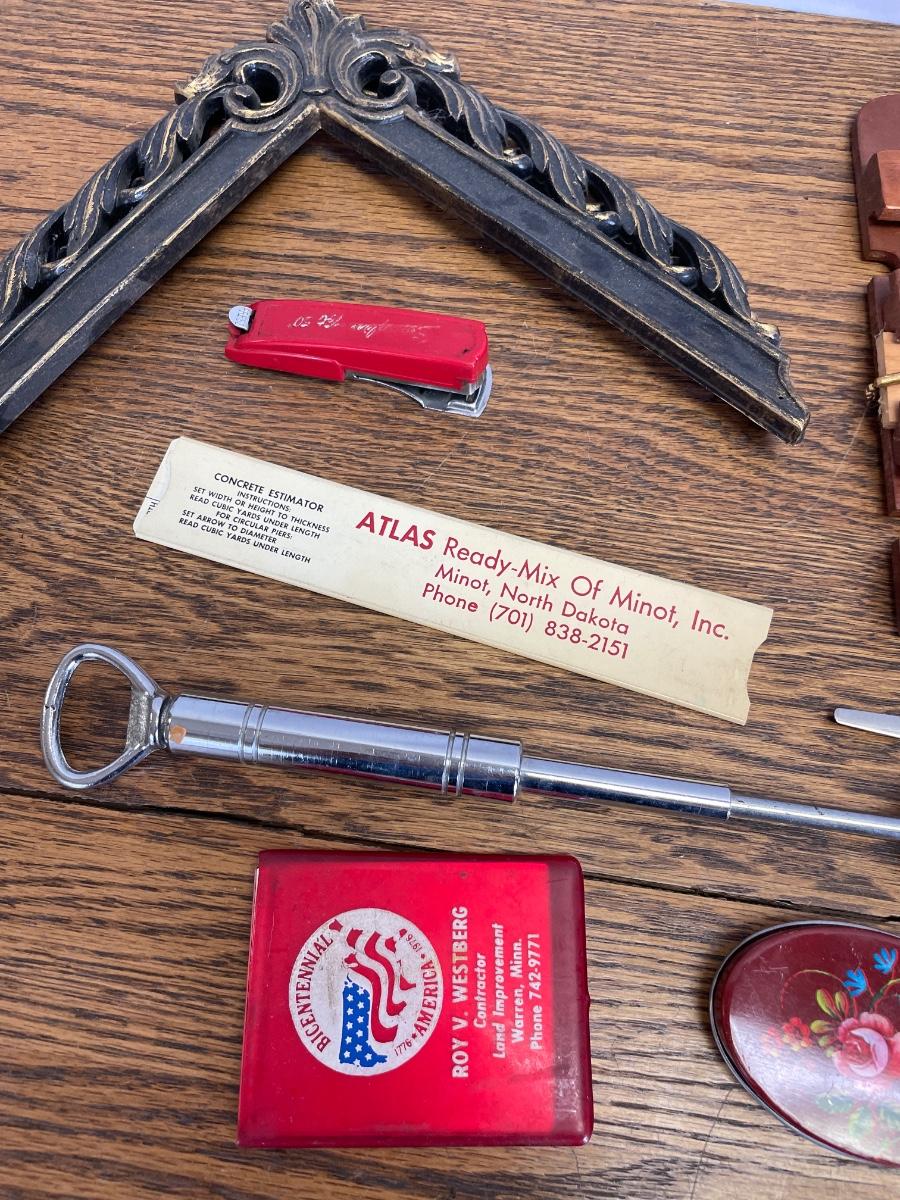 CONCRETE ESTIMATOR
INSTRUCTIONS:
SET WIDTH OR HEIGHT TO THICKNESS
READ CUBIC YARDS UNDER LENGTH
FOR CIRCULAR PIERS:
SET ARROW TO DIAMETER
READ CUBIC YARDS UNDER LENGTH
ATLAS Ready-Mix Of Minot, Inc.
Minot, North Dakota
Phone (701) 838-2151
BICENTENNIAL
AMERICA
1776 ★ 1976
ROY V. WESTBERG
Contractor
Land Improvement
Warren, Minn.
Phone 742-9771